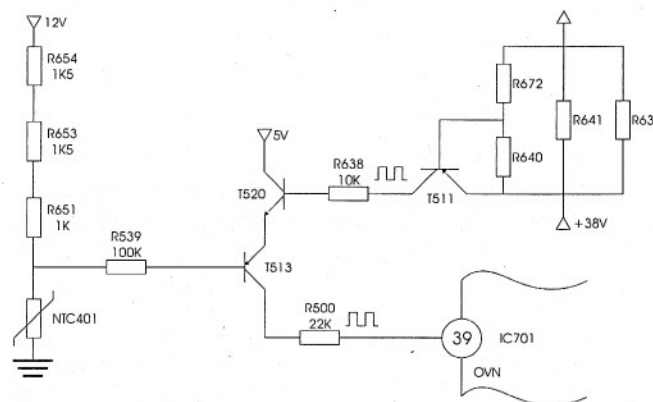 12V
R654
1K5
R653
1K5
R651
1K
R539
100K
NTC401
5V
T520
R638
10K
T513
R500
22K
T511
R672
R640
R641
R63
+38V
39
IC701
OVN